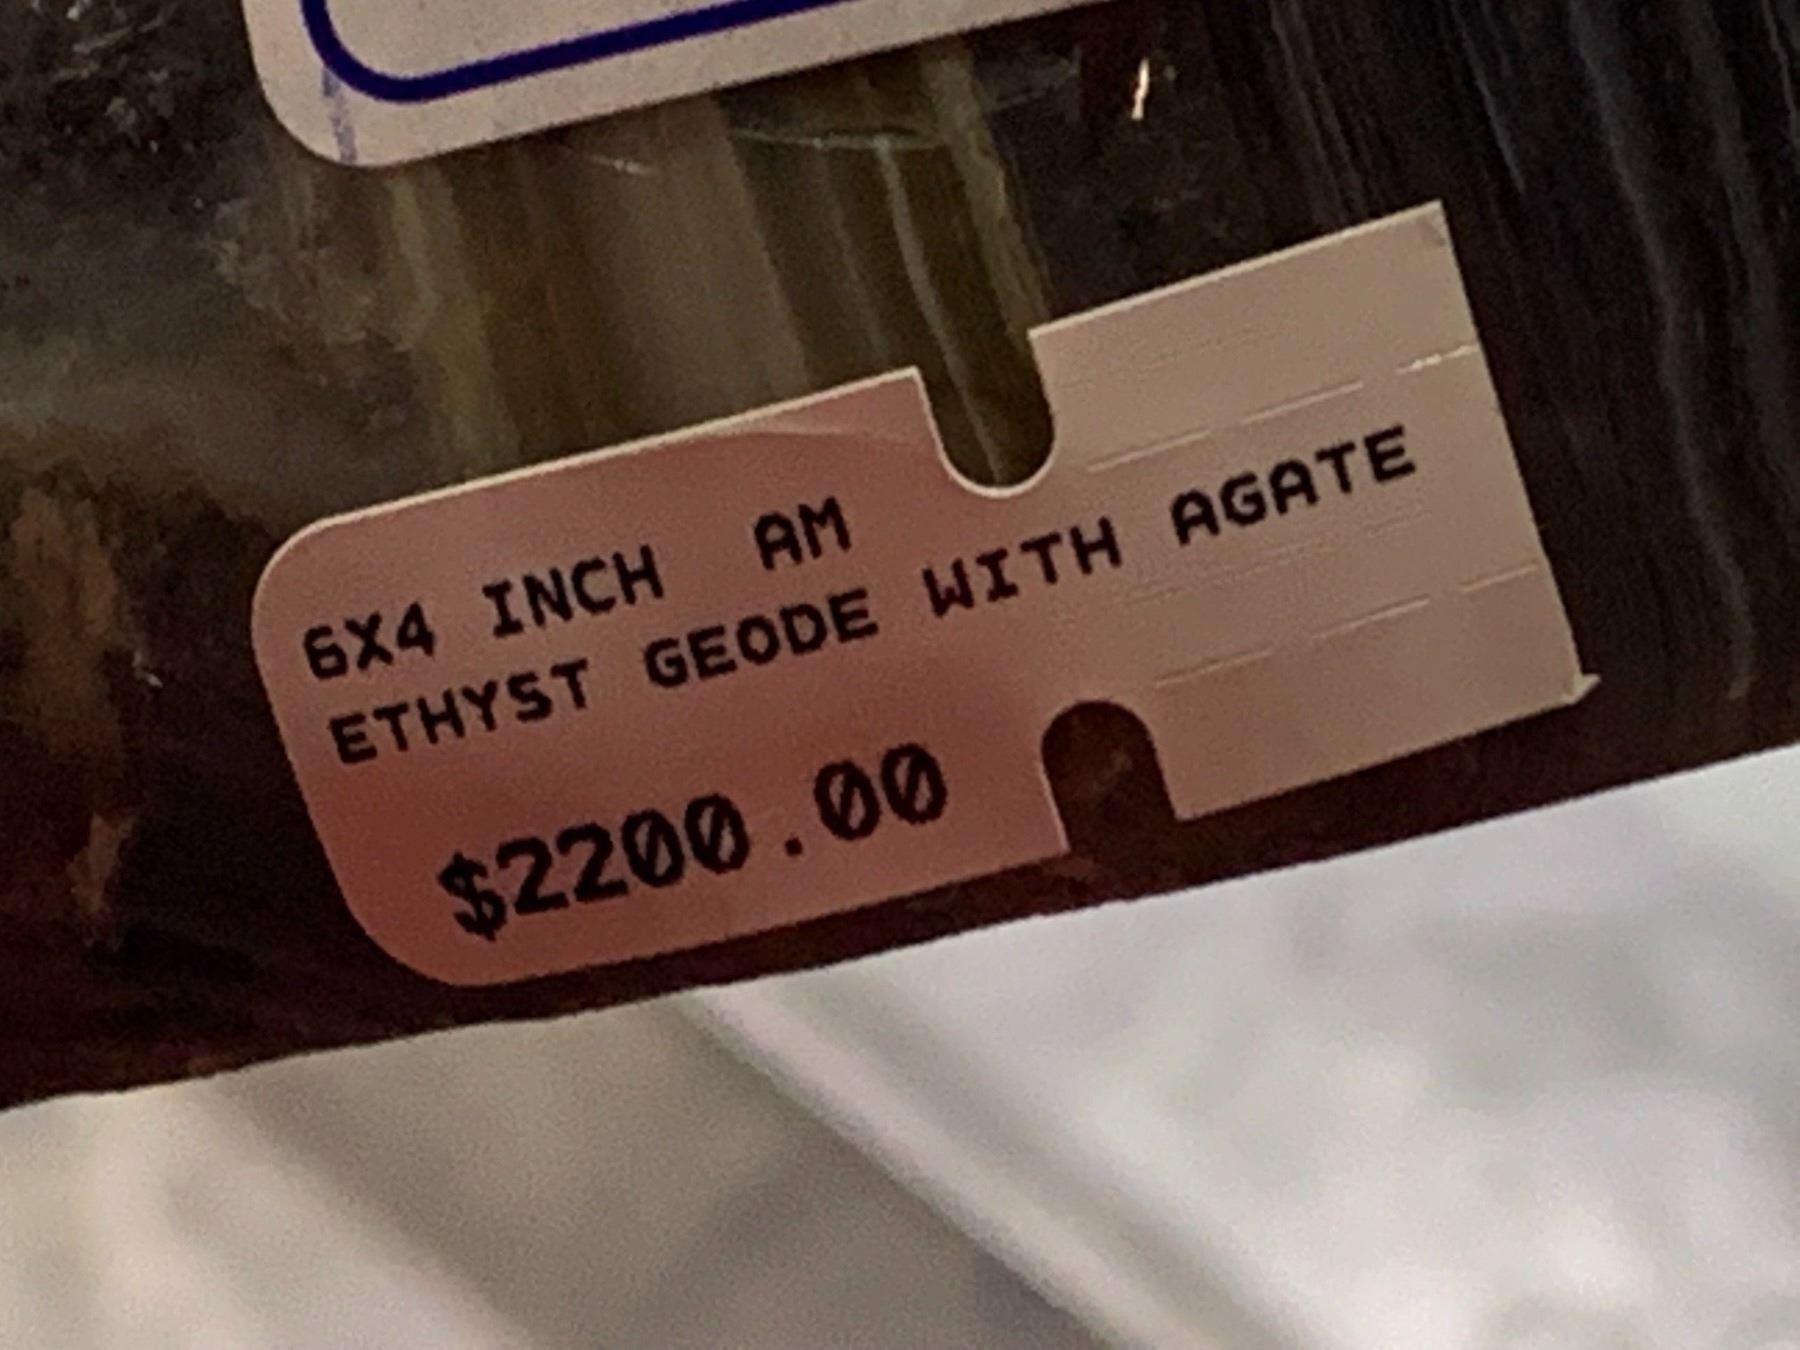 6X4 INCH AM
ETHYST GEODE WITH AGATE
$2200.00